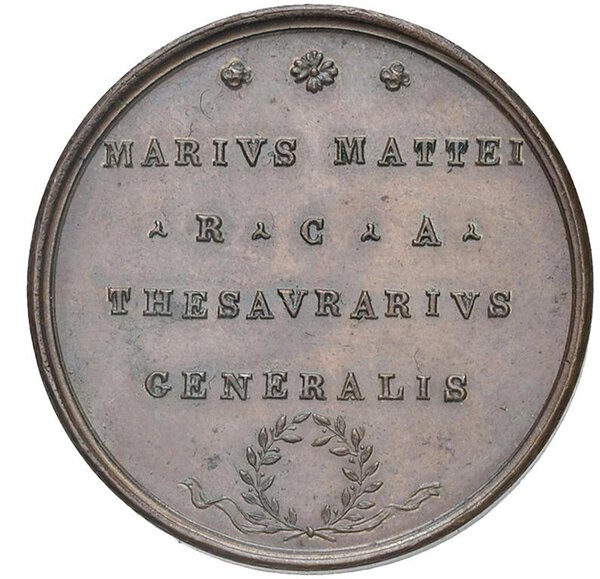 MARIVS MATTEI
R C A
THESAVRARIVS
GENERALIS